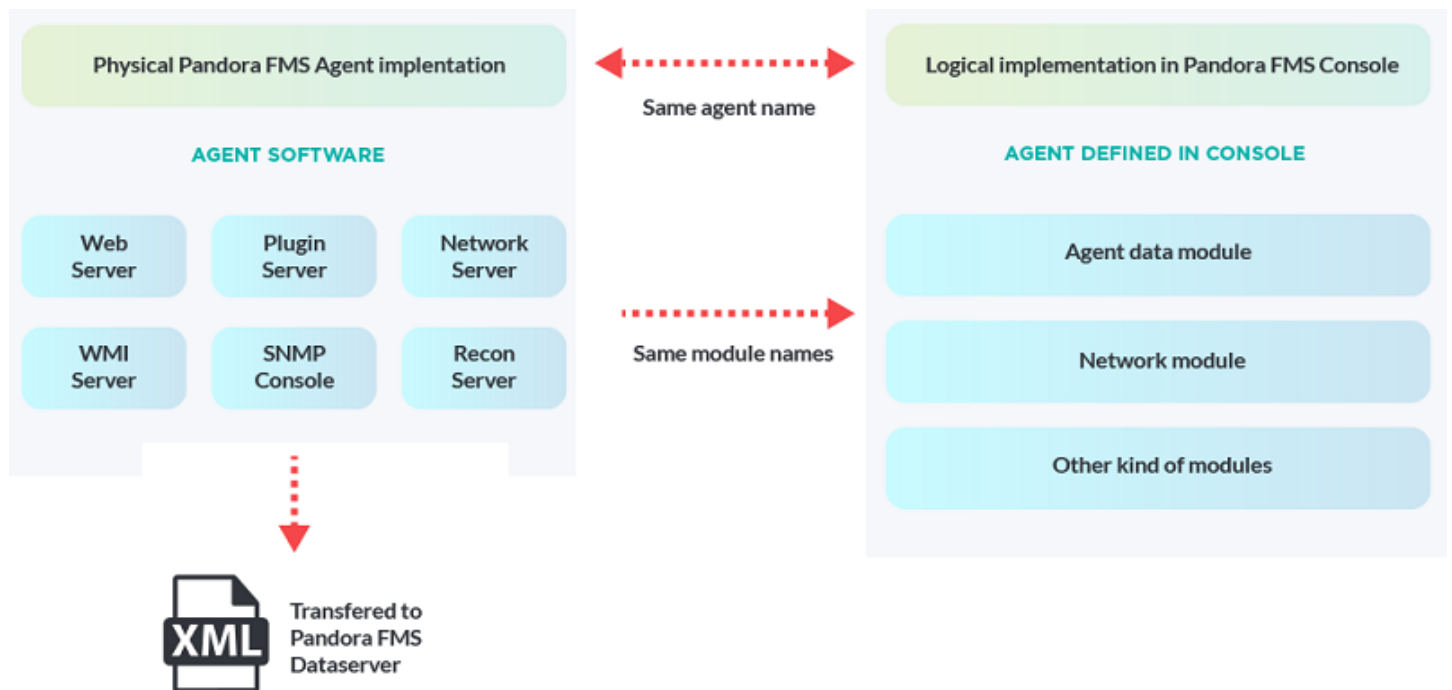 Physical Pandora FMS Agent implentation
Logical implementation in Pandora FMS Console
Same agent name
AGENT SOFTWARE
AGENT DEFINED IN CONSOLE
Web
Server
Plugin
Server
Network
Server
Agent data module
WMI
Server
SNMP
Console
Recon
Server
Same module names
Network module
Other kind of modules
XML
Transfered to
Pandora FMS
Dataserver